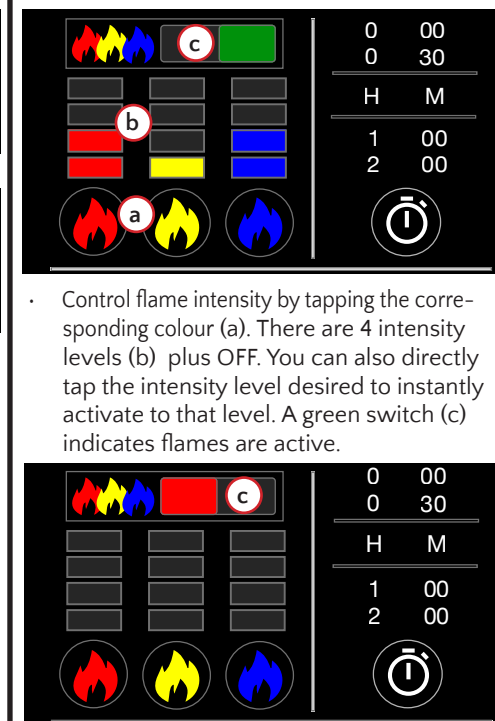 c
0 00
0 30
b
H M
1 00
2 00
a
· Control flame intensity by tapping the corre-
sponding colour (a). There are 4 intensity
levels (b) plus OFF. You can also directly
tap the intensity level desired to instantly
activate to that level. A green switch (c)
indicates flames are active.
c
0 00
0 30
H M
1 00
2 00